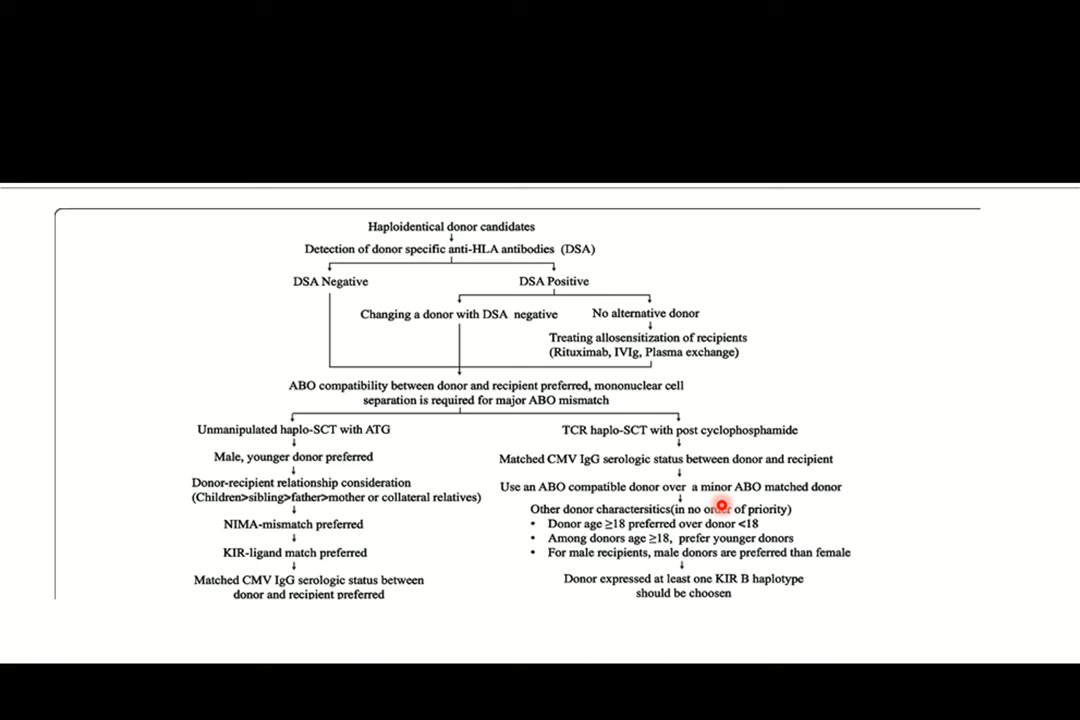 Haploidentical donor candidates
Detection of donor specific anti-HLA antibodies (DSA)
DSA Negative
DSA Positive
Changing a donor with DSA negative
No alternative donor
Treating allosensitization of recipients
(Rituximab, IVIg, Plasma exchange)
ABO compatibility between donor and recipient preferred, mononuclear cell
separation is required for major ABO mismatch
Unmanipulated haplo-SCT with ATG
Male, younger donor preferred
Donor-recipient relationship consideration
(Children>sibling>father>mother or collateral relatives)
NIMA-mismatch preferred
KIR-ligand match preferred
Matched CMV IgG serologic status between
donor and recipient preferred
TCR haplo-SCT with post cyclophosphamide
Matched CMV IgG serologic status between donor and recipient
Use an ABO compatible donor over a minor ABO matched donor
Other donor charactersitics(in no order of priority)
• Donor age ≥18 preferred over donor <18
• Among donors age ≥18, prefer younger donors
• For male recipients, male donors are preferred than female
Donor expressed at least one KIR B haplotype
should be choosen